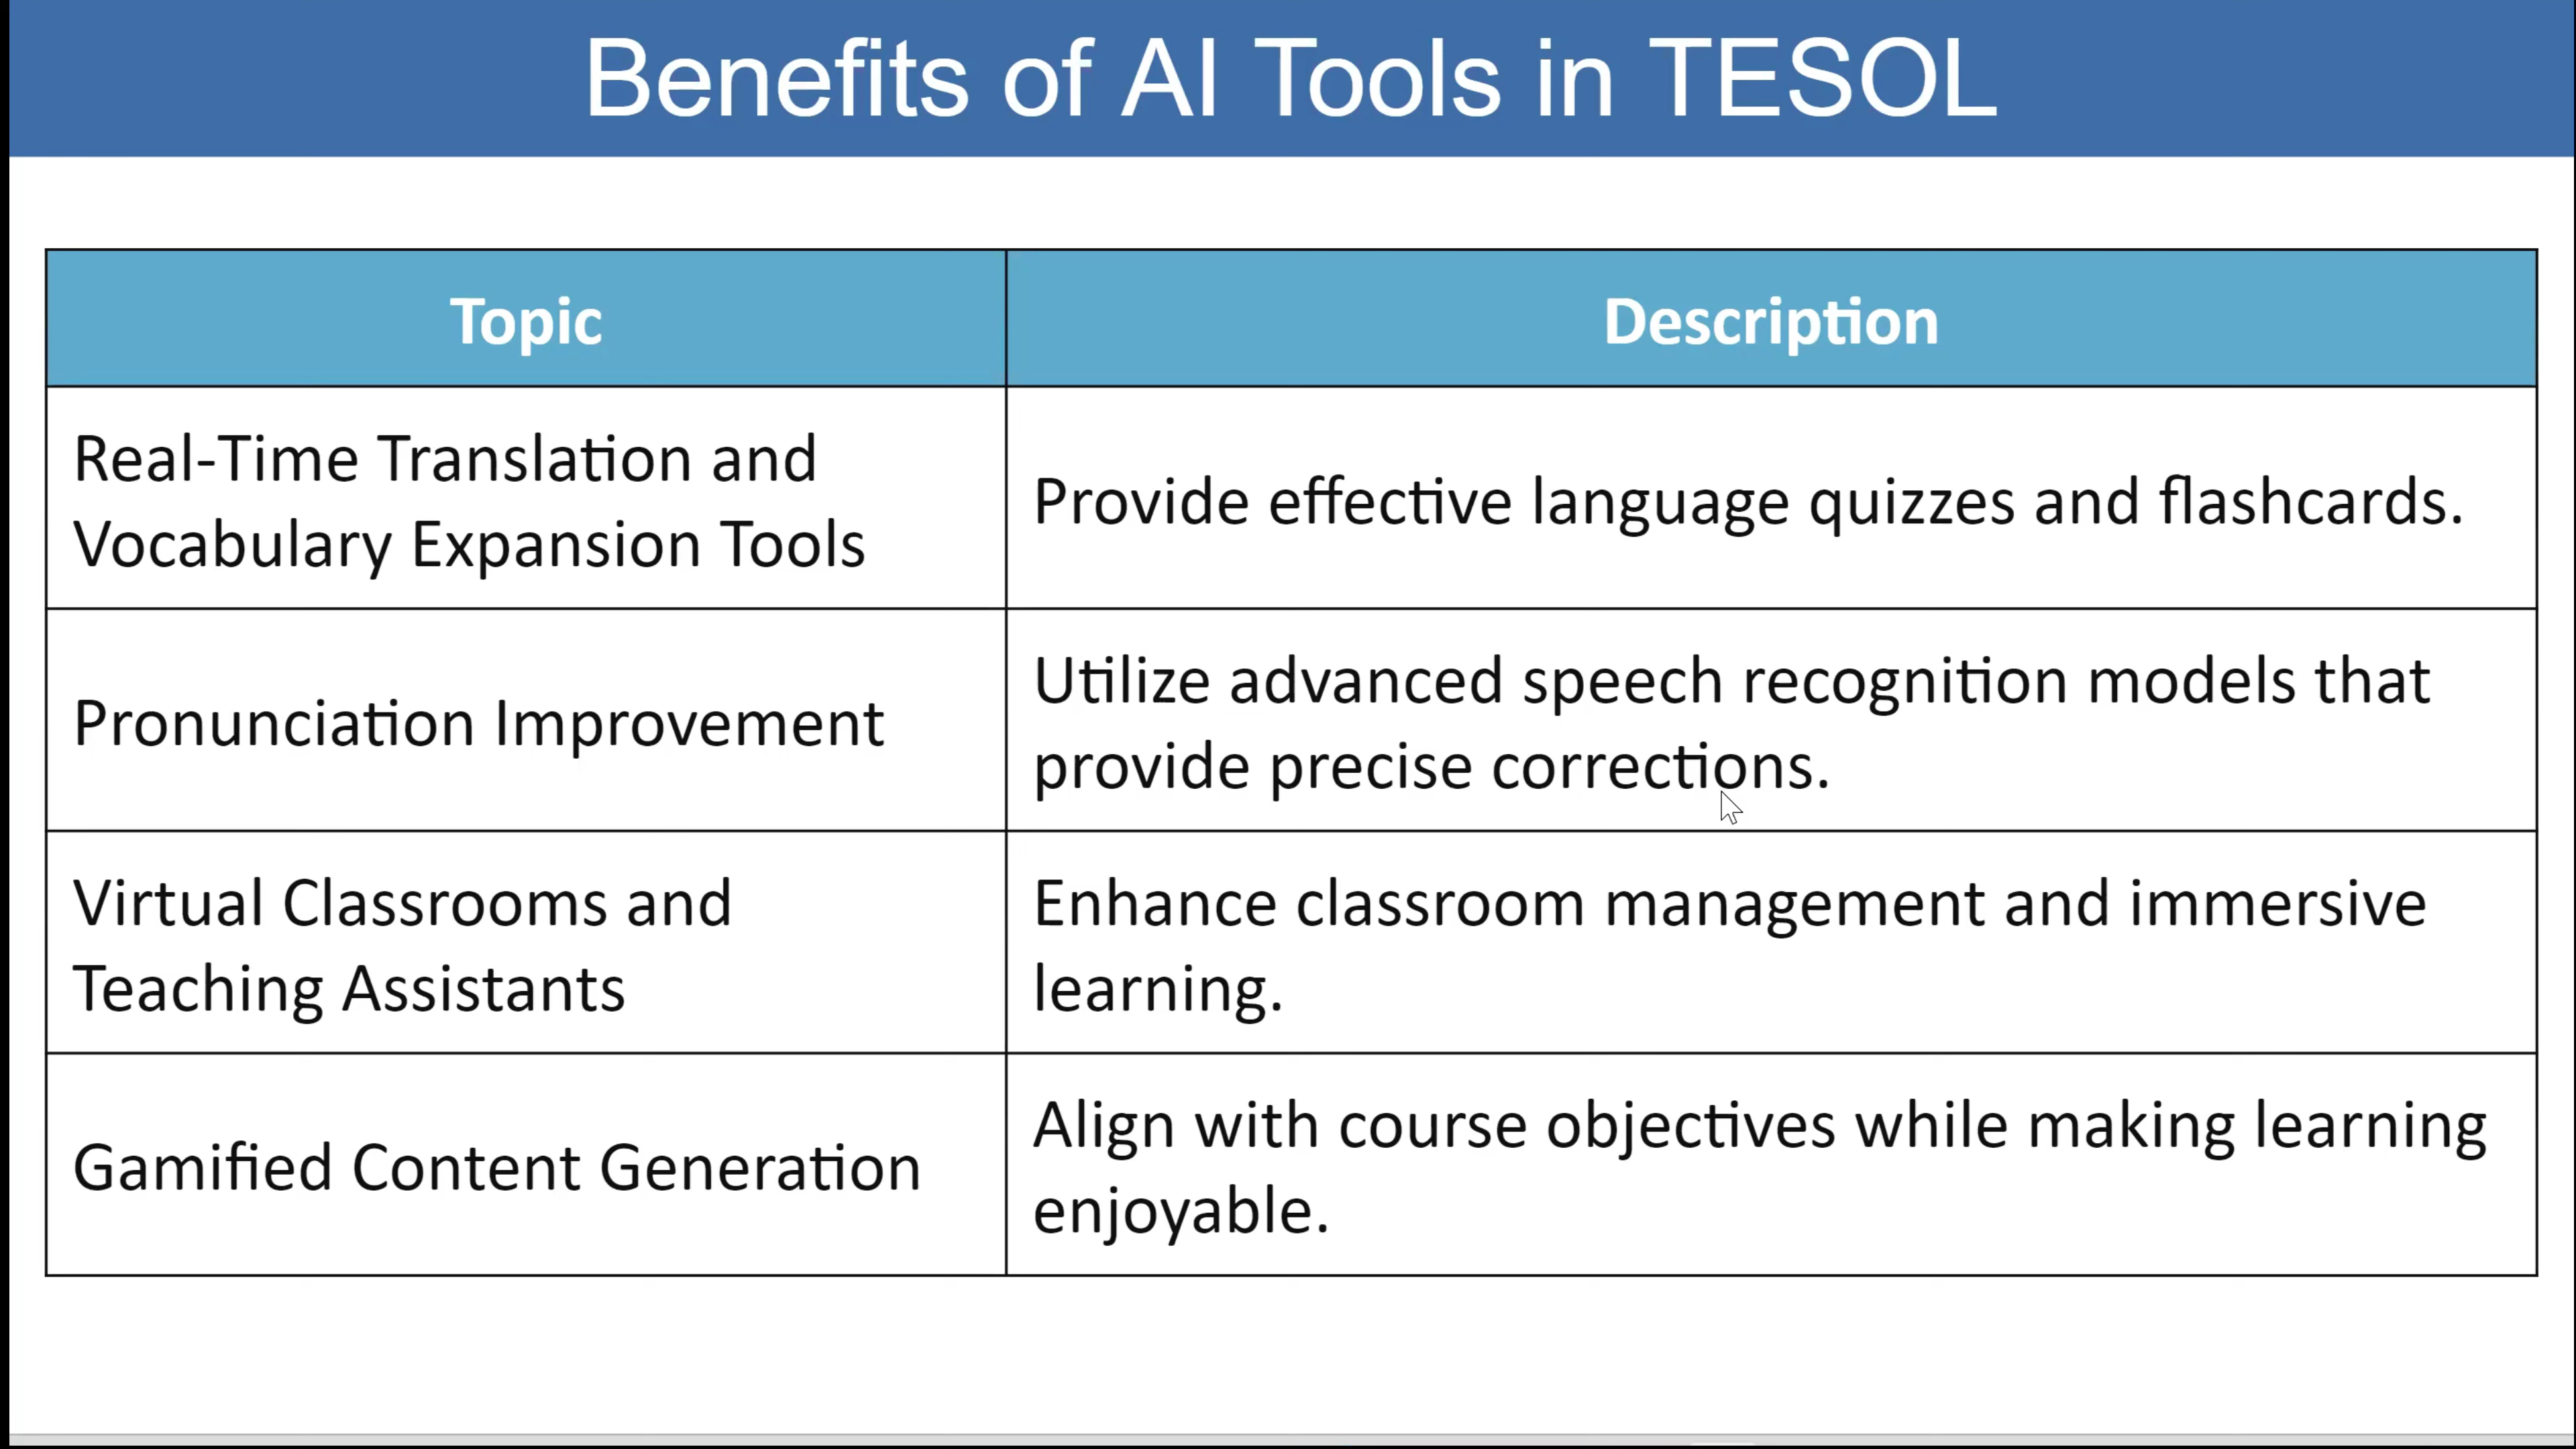 Benefits of AI Tools in TESOL
Topic
Description
Real-Time Translation and
Vocabulary Expansion Tools
Provide effective language quizzes and flashcards.
Pronunciation Improvement
Utilize advanced speech recognition models that
provide precise corrections.
Virtual Classrooms and
Teaching Assistants
Enhance classroom management and immersive
learning.
Gamified Content Generation
Align with course objectives while making learning
enjoyable.